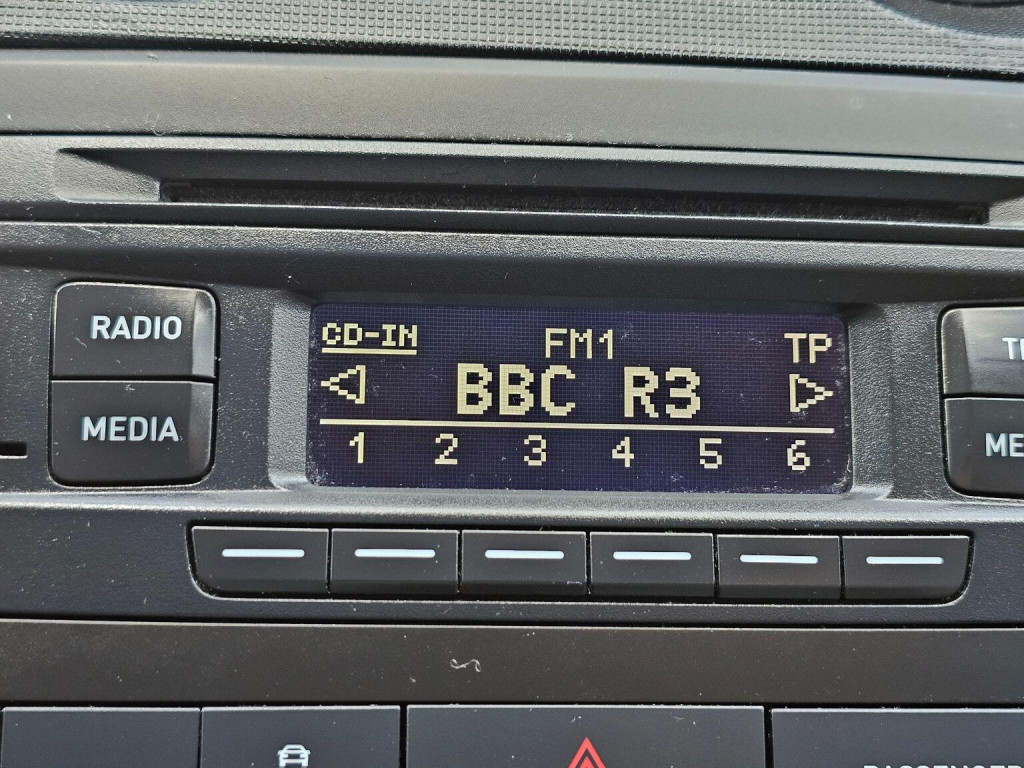 RADIO
MEDIA
CD-IN FM1 TP
BBC R3
1 2 3 4 5 6